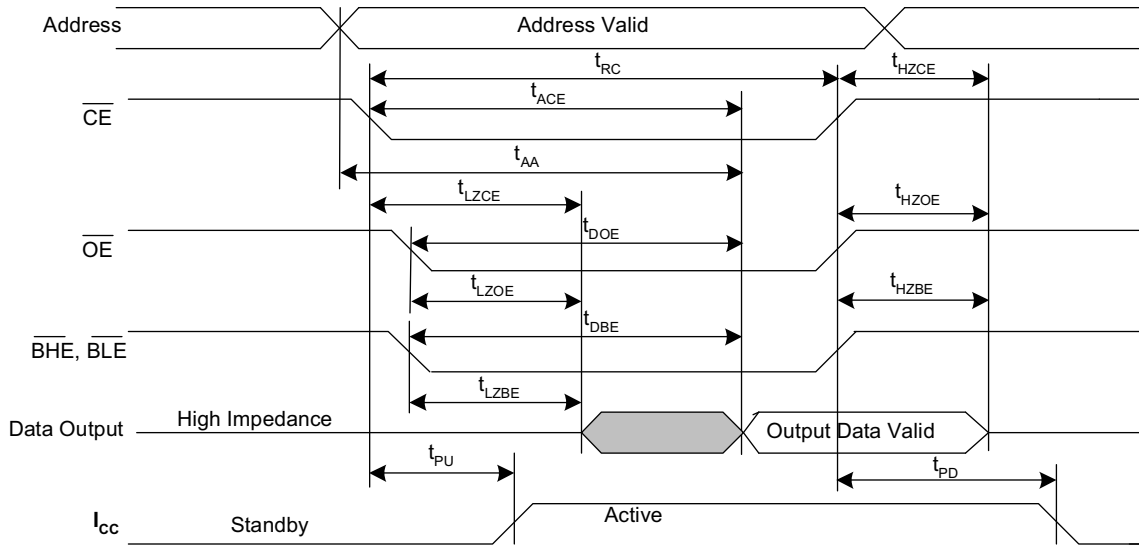 Address
Address Valid
tRC
tHZCE
tACE
CE
tAA
tLZCE
tHZOE
tDOE
OE
tLZOE
tHZBE
tDBE
BHE, BLE
tLZBE
Data Output
High Impedance
Output Data Valid
tPU
tPD
ICC
Standby
Active